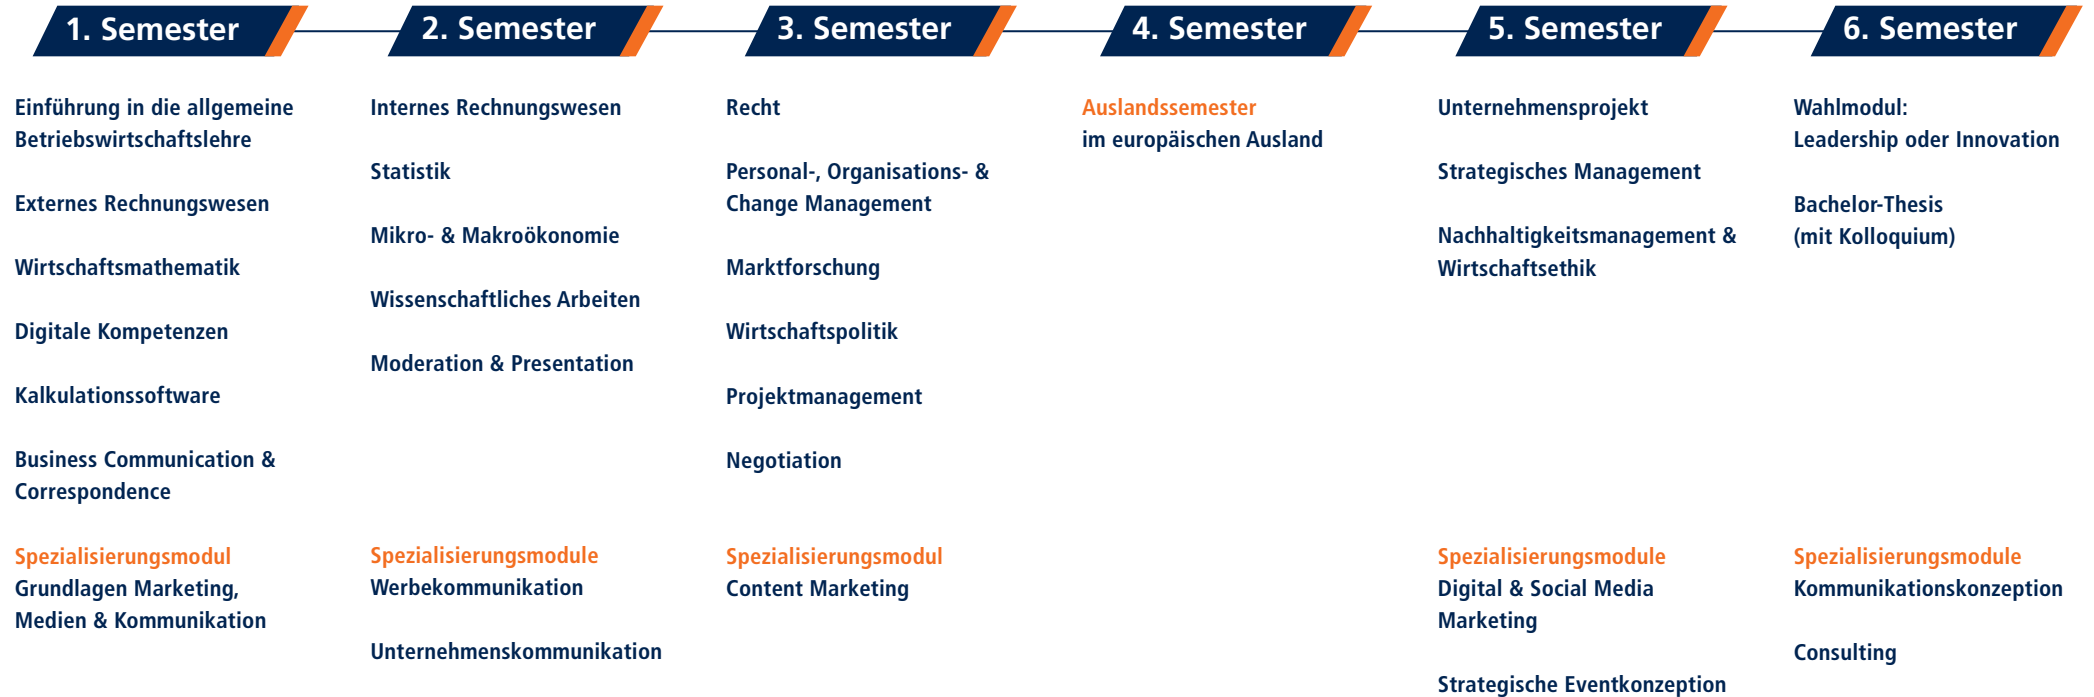 1. Semester
Einführung in die allgemeine
Betriebswirtschaftslehre
Externes Rechnungswesen
Wirtschaftsmathematik
Digitale Kompetenzen
Kalkulationssoftware
Business Communication &
Correspondence
Spezialisierungsmodul
Grundlagen Marketing,
Medien & Kommunikation
2. Semester
Internes Rechnungswesen
Statistik
Mikro- & Makroökonomie
Wissenschaftliches Arbeiten
Moderation & Presentation
Spezialisierungsmodule
Werbekommunikation
Unternehmenskommunikation
3. Semester
Recht
Personal-, Organisations- &
Change Management
Marktforschung
Wirtschaftspolitik
Projektmanagement
Negotiation
Spezialisierungsmodul
Content Marketing
4. Semester
Auslandssemester
im europäischen Ausland
5. Semester
Unternehmensprojekt
Strategisches Management
Nachhaltigkeitsmanagement &
Wirtschaftsethik
Spezialisierungsmodule
Digital & Social Media
Marketing
Strategische Eventkonzeption
6. Semester
Wahlmodul:
Leadership oder Innovation
Bachelor-Thesis
(mit Kolloquium)
Spezialisierungsmodule
Kommunikationskonzeption
Consulting